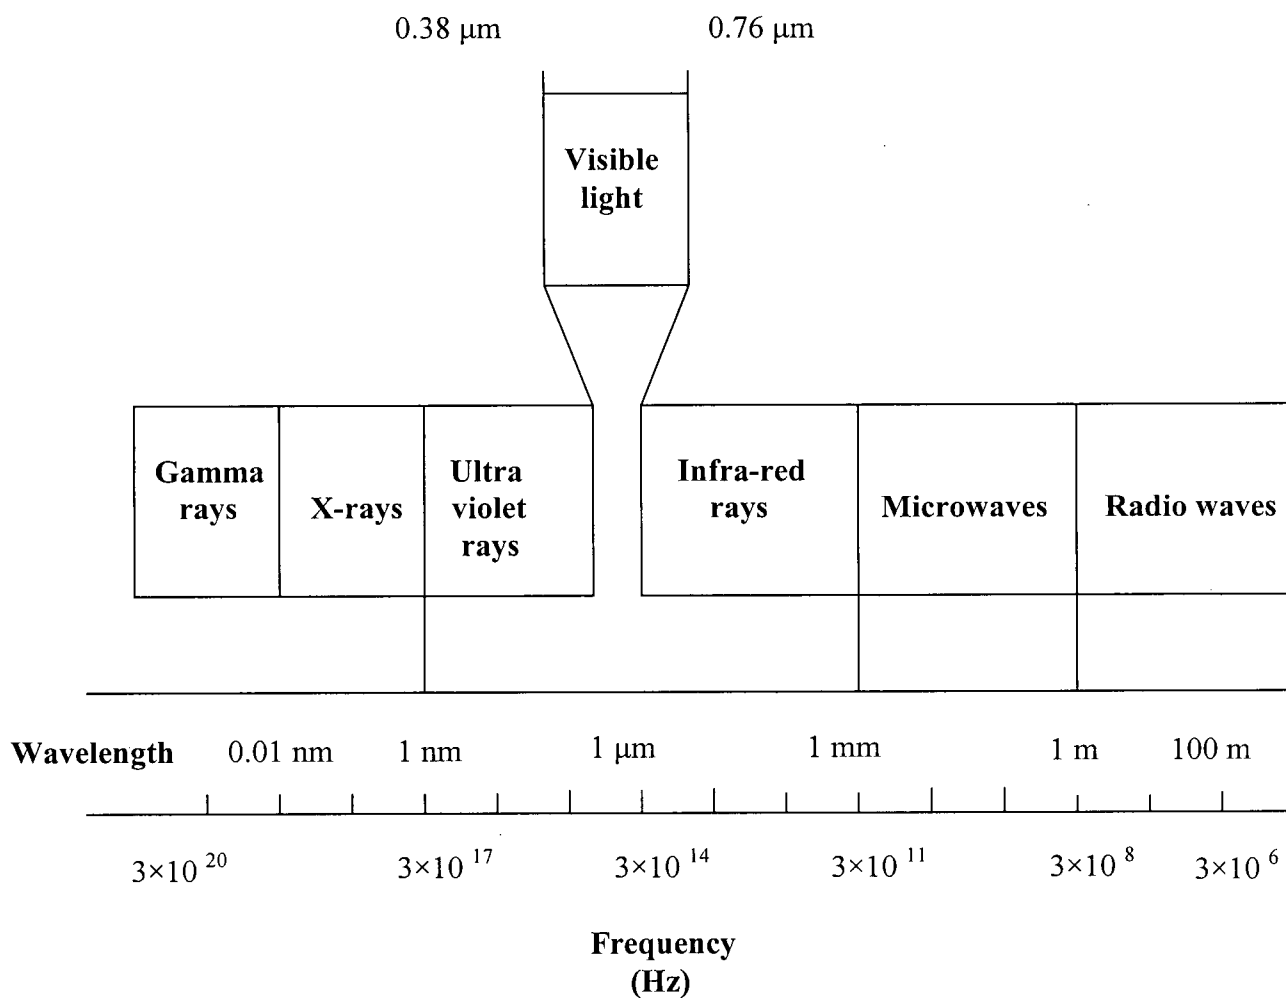 0.38 μm 0.76 μm
Visible
light
Gamma
rays
X-rays
Ultra
violet
rays
Infra-red
rays
Microwaves
Radio waves
Wavelength 0.01 nm 1 nm 1 μm 1 mm 1 m 100 m
3×10 20 3×10 17 3×10 14 3×10 11 3×10 8 3×10 6
Frequency
(Hz)